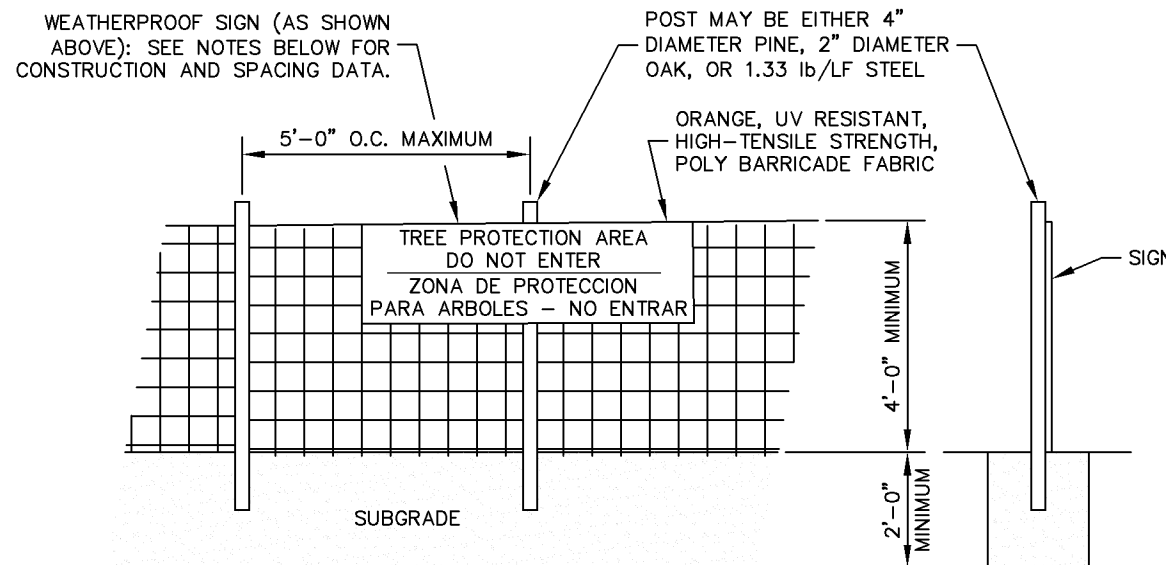 WEATHERPROOF SIGN (AS SHOWN
ABOVE): SEE NOTES BELOW FOR
CONSTRUCTION AND SPACING DATA.
POST MAY BE EITHER 4"
DIAMETER PINE, 2" DIAMETER
OAK, OR 1.33 lb/LF STEEL
ORANGE, UV RESISTANT,
HIGH-TENSILE STRENGTH,
POLY BARRICADE FABRIC
5'-0" O.C. MAXIMUM
TREE PROTECTION AREA
DO NOT ENTER
ZONA DE PROTECCION
PARA ARBOLES - NO ENTRAR
SIGN
4'-0" MINIMUM
SUBGRADE
2'-0"
MINIMUM